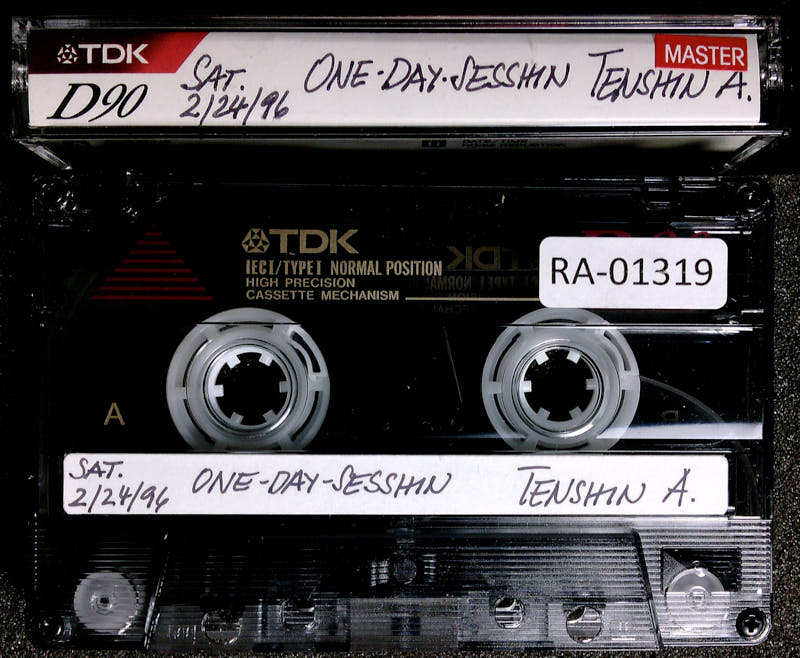 TDK
D90
SAT.
2/24/96
ONE-DAY-SESSHIN TENSHIN A.
MASTER
TDK
IECI/TYPE I NORMAL POSITION
HIGH PRECISION
CASSETTE MECHANISM
RA-01319
A
SAT.
2/24/96
ONE-DAY-SESSHIN TENSHIN A.